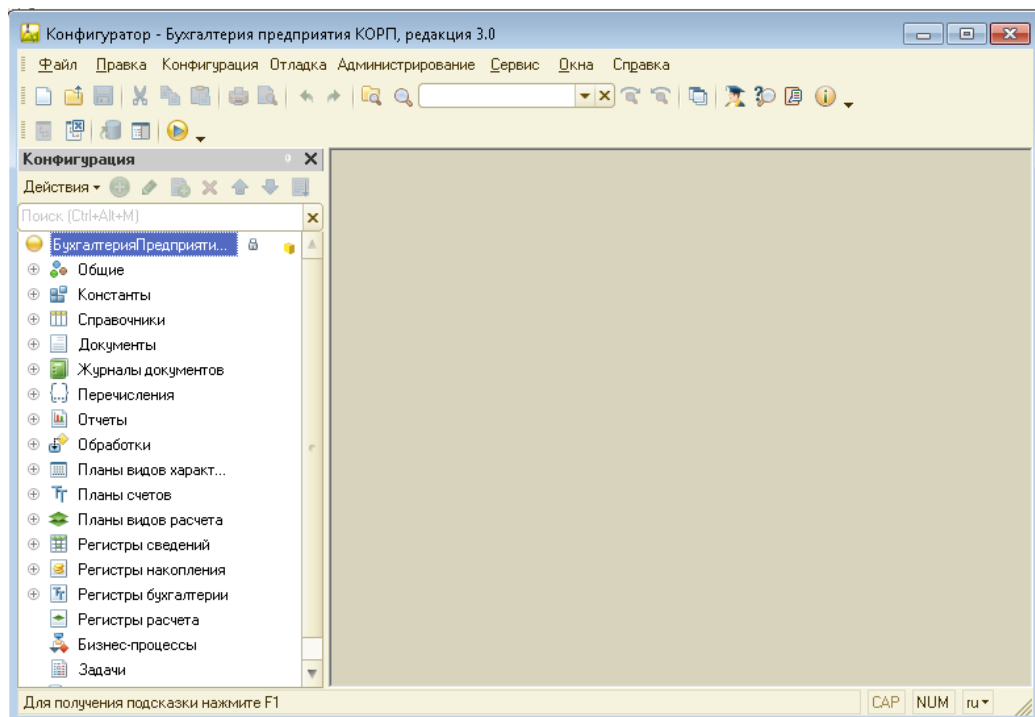 Конфигуратор - Бухгалтерия предприятия КОРП, редакция 3.0
Файл Правка Конфигурация Отладка Администрирование Сервис Окна Справка
Конфигурация
Действия
Поиск (Ctrl+Alt+M)
БухгалтерияПредприяти...
Общие
Константы
Справочники
Документы
Журналы документов
Перечисления
Отчеты
Обработки
Планы видов характ...
Планы счетов
Планы видов расчета
Регистры сведений
Регистры накопления
Регистры бухгалтерии
Регистры расчета
Бизнес-процессы
Задачи
Для получения подсказки нажмите F1 CAP NUM ru